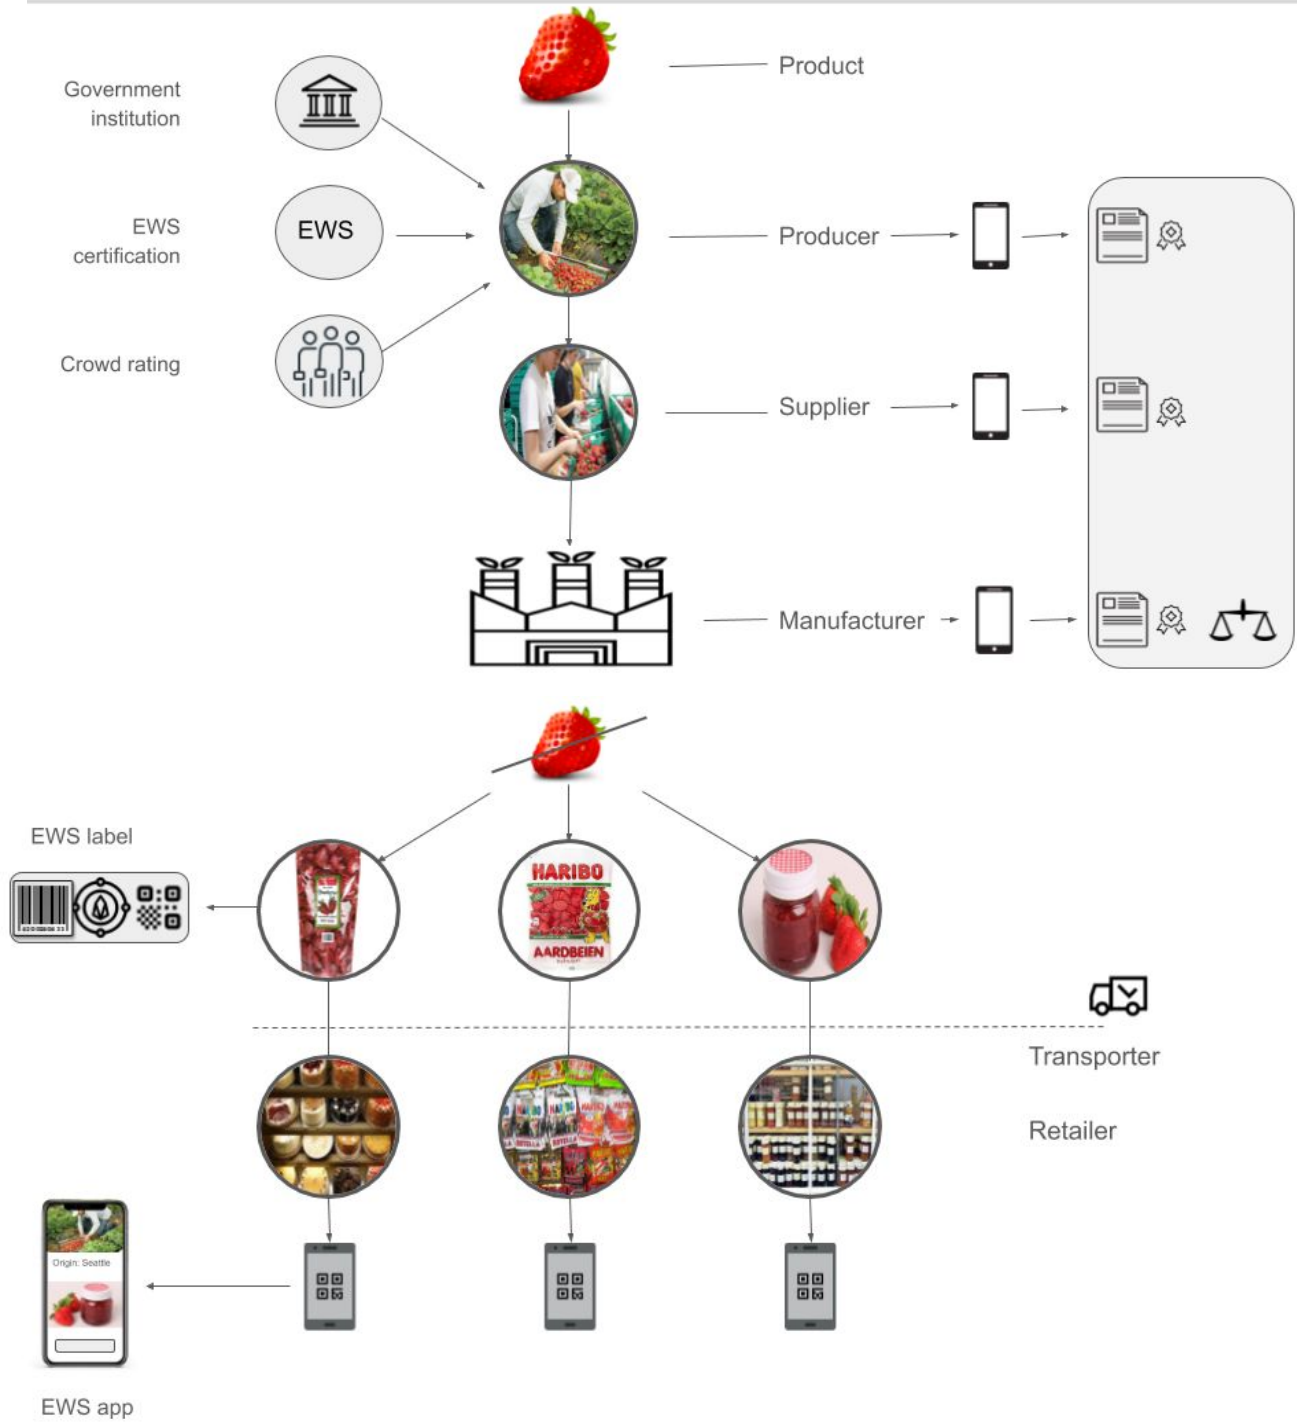 Product
Government
institution
EWS
certification
EWS
Producer
Crowd rating
Supplier
Manufacturer
EWS label
HARIBO
AARDBEIEN
Transporter
Retailer
Origin: Seattle
EWS app